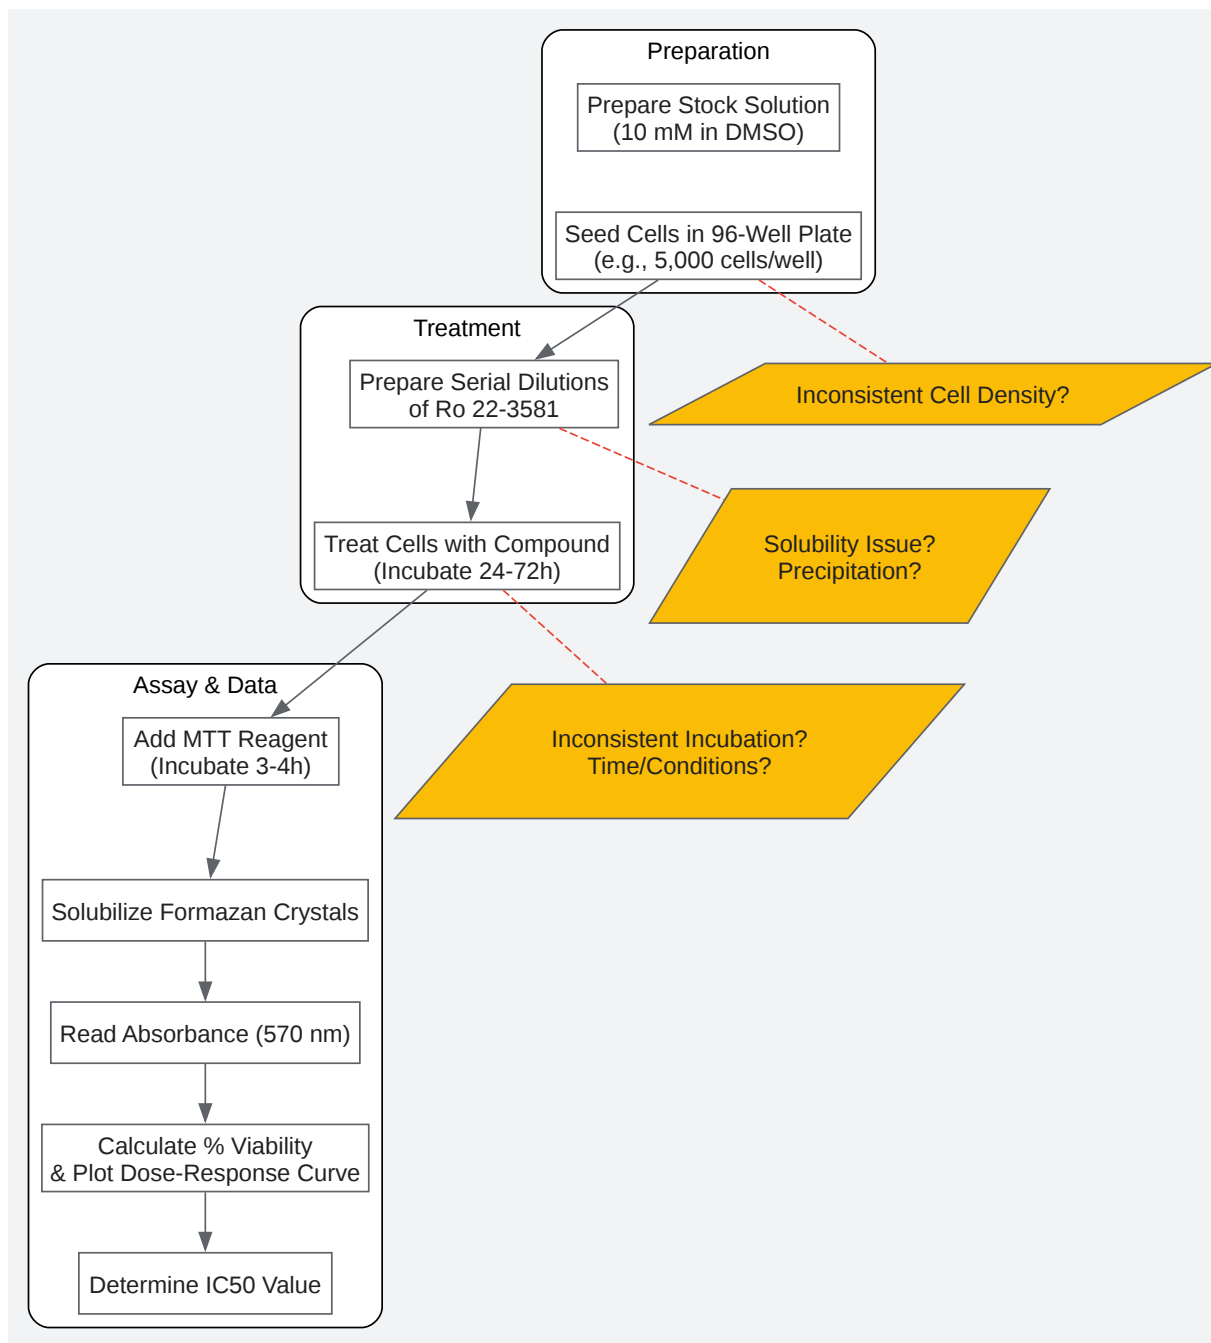 Preparation
Prepare Stock Solution
(10 mM in DMSO)
Seed Cells in 96-Well Plate
(e.g., 5,000 cells/well)
Treatment
Prepare Serial Dilutions
of Ro 22-3581
Inconsistent Cell Density?
Treat Cells with Compound
(Incubate 24-72h)
Solubility Issue?
Precipitation?
Assay & Data
Add MTT Reagent
(Incubate 3-4h)
Inconsistent Incubation?
Time/Conditions?
Solubilize Formazan Crystals
Read Absorbance (570 nm)
Calculate % Viability
& Plot Dose-Response Curve
Determine IC50 Value